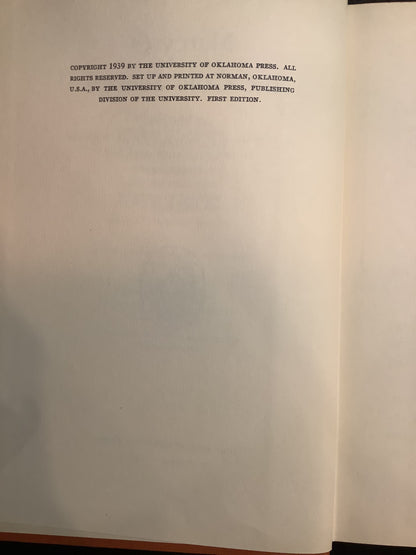 COPYRIGHT 1939 BY THE UNIVERSITY OF OKLAHOMA PRESS. ALL
RIGHTS RESERVED. SET UP AND PRINTED AT NORMAN, OKLAHOMA,
U.S.A., BY THE UNIVERSITY OF OKLAHOMA PRESS, PUBLISHING
DIVISION OF THE UNIVERSITY. FIRST EDITION.